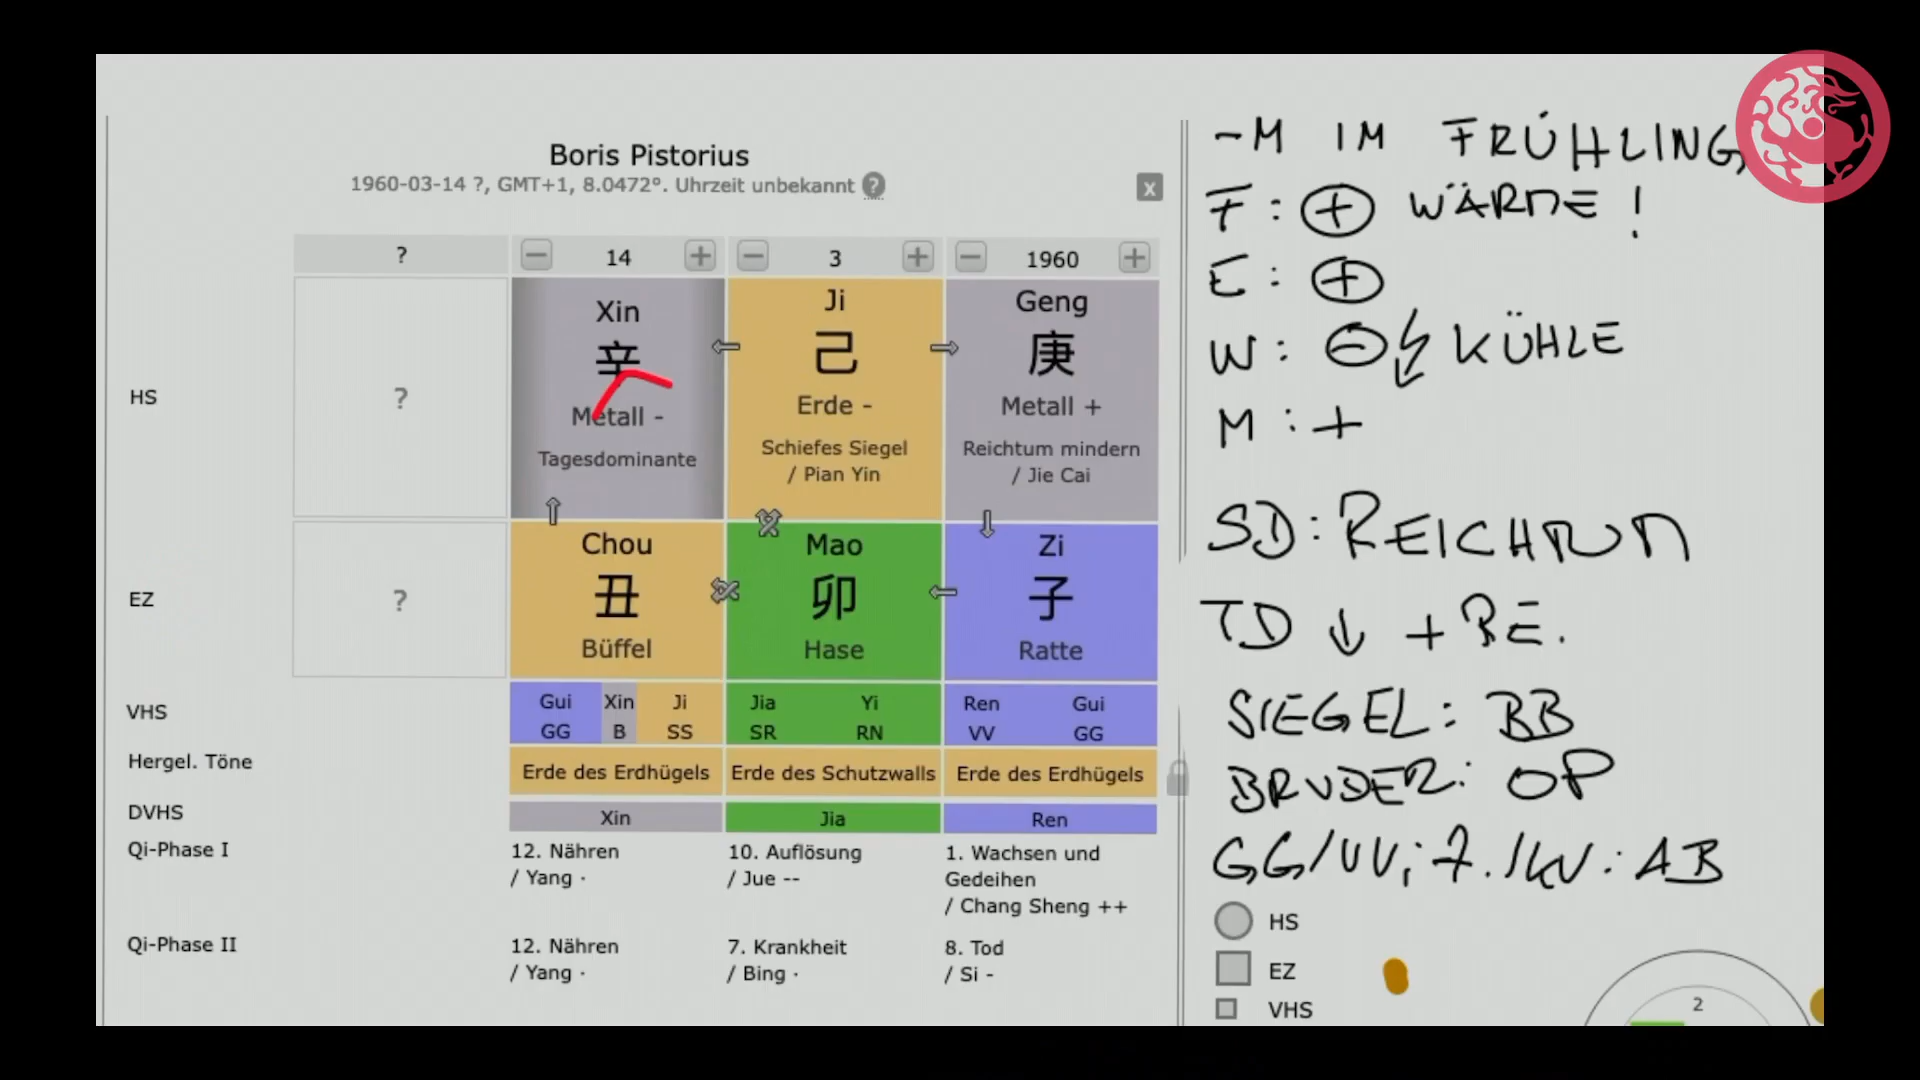 Boris Pistorius
1960-03-14 ?, GMT+1, 8.0472°. Uhrzeit unbekannt ?
x
? 14 3 1960
HS
?
Xin
辛
Metall -
Tagesdominante
Ji
己
Erde -
Schiefes Siegel
/ Pian Yin
Geng
庚
Metall +
Reichtum mindern
/ Jie Cai
EZ
?
Chou
丑
Büffel
Mao
卯
Hase
Zi
子
Ratte
VHS
Gui Xin Ji
GG B SS
Jia Yi
SR RN
Ren Gui
VV GG
Hergel. Töne
Erde des Erdhügels Erde des Schutzwalls Erde des Erdhügels
DVHS Xin Jia Ren
Qi-Phase I
12. Nähren
/ Yang ·
10. Auflösung
/ Jue --
1. Wachsen und
Gedeihen
/ Chang Sheng ++
Qi-Phase II
12. Nähren
/ Yang ·
7. Krankheit
/ Bing ·
8. Tod
/ Si -
-M IM FRÜHLING
F: ⊕ WÄRME!
E: ⊕
W: ⊖ KÜHLE
M: +
SD: REICHTUM
TD ↓ + RE.
SIEGEL: BB
BRUDER: OP
GG/VV; 7./KV: AB
HS
EZ
VHS
2